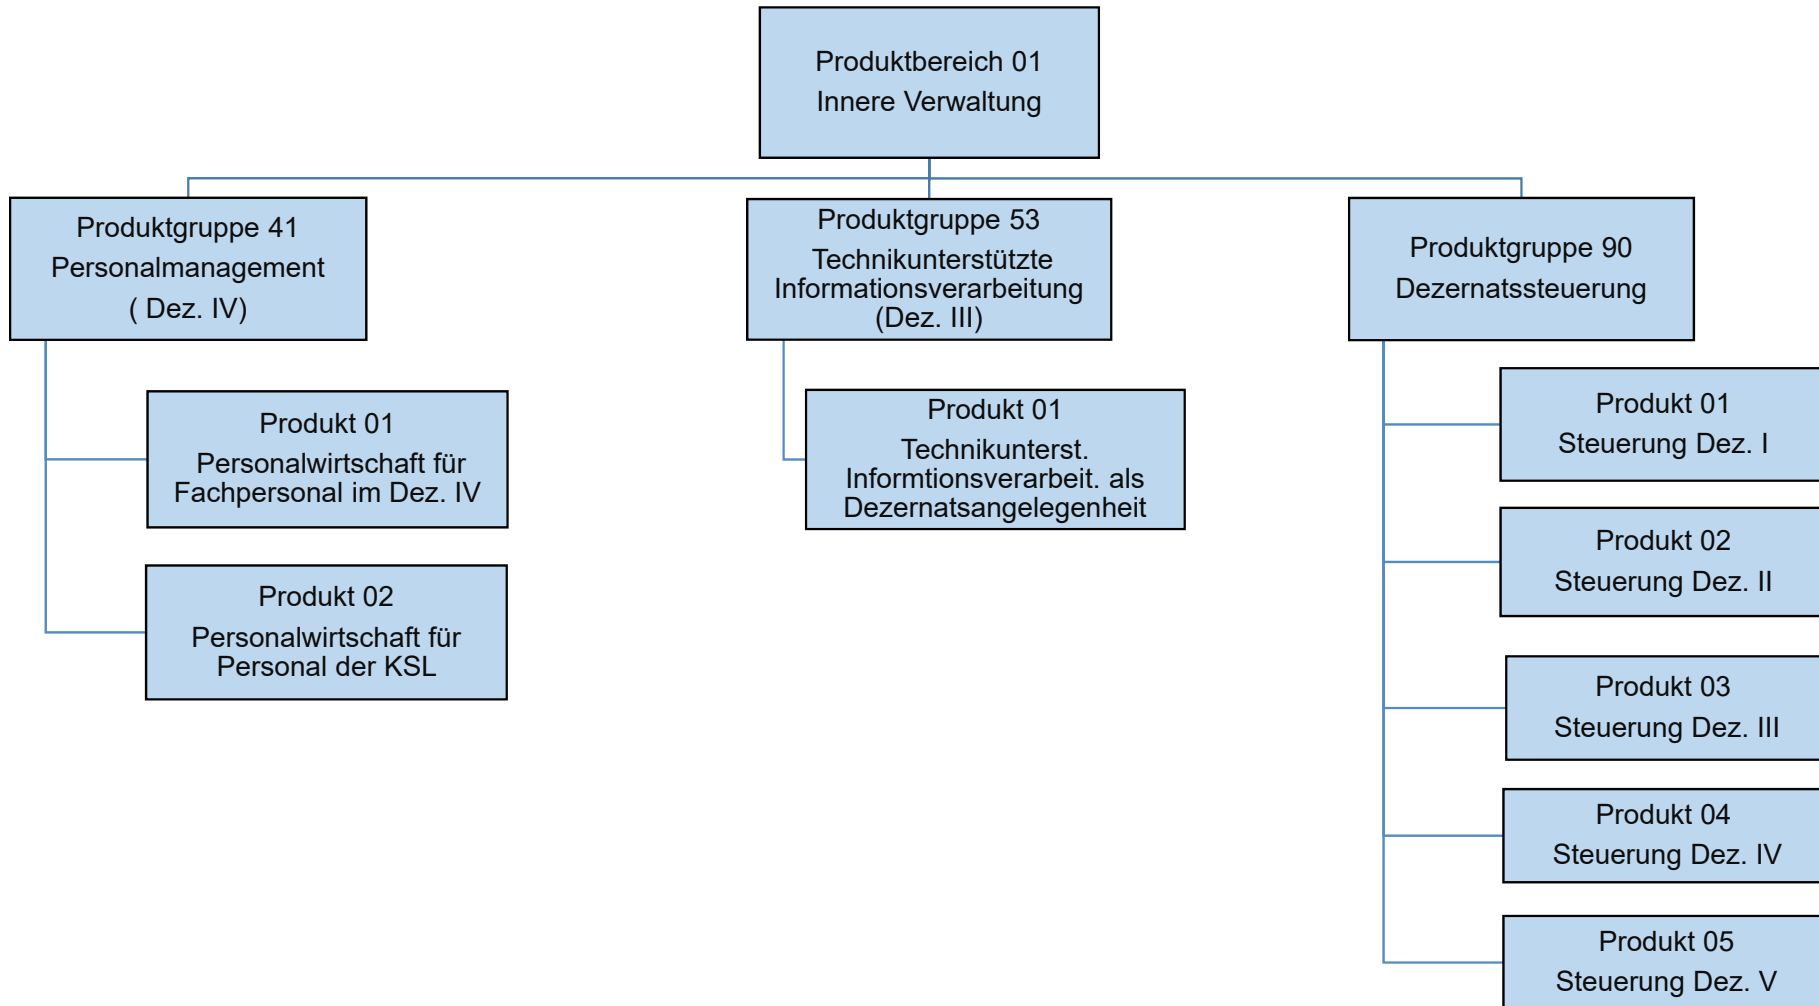 Produktbereich 01
Innere Verwaltung
Produktgruppe 41
Personalmanagement
( Dez. IV)
Produkt 01
Personalwirtschaft für
Fachpersonal im Dez. IV
Produkt 02
Personalwirtschaft für
Personal der KSL
Produktgruppe 53
Technikunterstützte
Informationsverarbeitung
(Dez. III)
Produkt 01
Technikunterst.
Informtionsverarbeit. als
Dezernatsangelegenheit
Produktgruppe 90
Dezernatssteuerung
Produkt 01
Steuerung Dez. I
Produkt 02
Steuerung Dez. II
Produkt 03
Steuerung Dez. III
Produkt 04
Steuerung Dez. IV
Produkt 05
Steuerung Dez. V